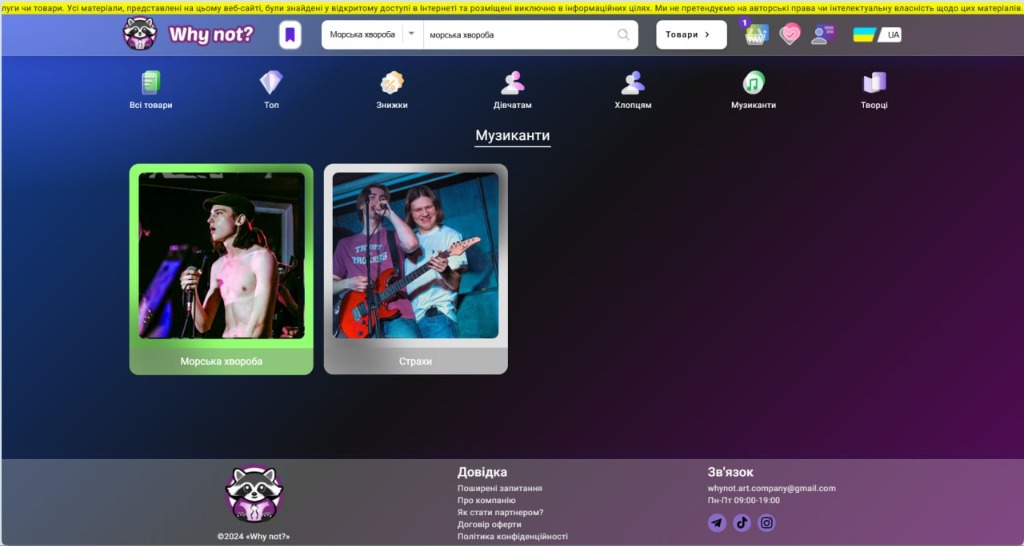 луги чи товари. Усі матеріали, представлені на цьому веб-сайті, були знайдені у відкритому доступі в Інтернеті та розміщені виключно в інформаційних цілях. Ми не претендуємо на авторські права чи інтелектуальну власність щодо цих матеріалів.
Why not?
Морська хвороба
морська хвороба
Товари
1
UA
Всі товари
Топ
Знижки
Дівчатам
Хлопцям
Музиканти
Творці
Музиканти
Морська хвороба
Страхи
©2024 «Why not?»
Довідка
Поширені запитання
Про компанію
Як стати партнером?
Договір оферти
Політика конфіденційності
Зв'язок
whynot.art.company@gmail.com
Пн-Пт 09:00-19:00